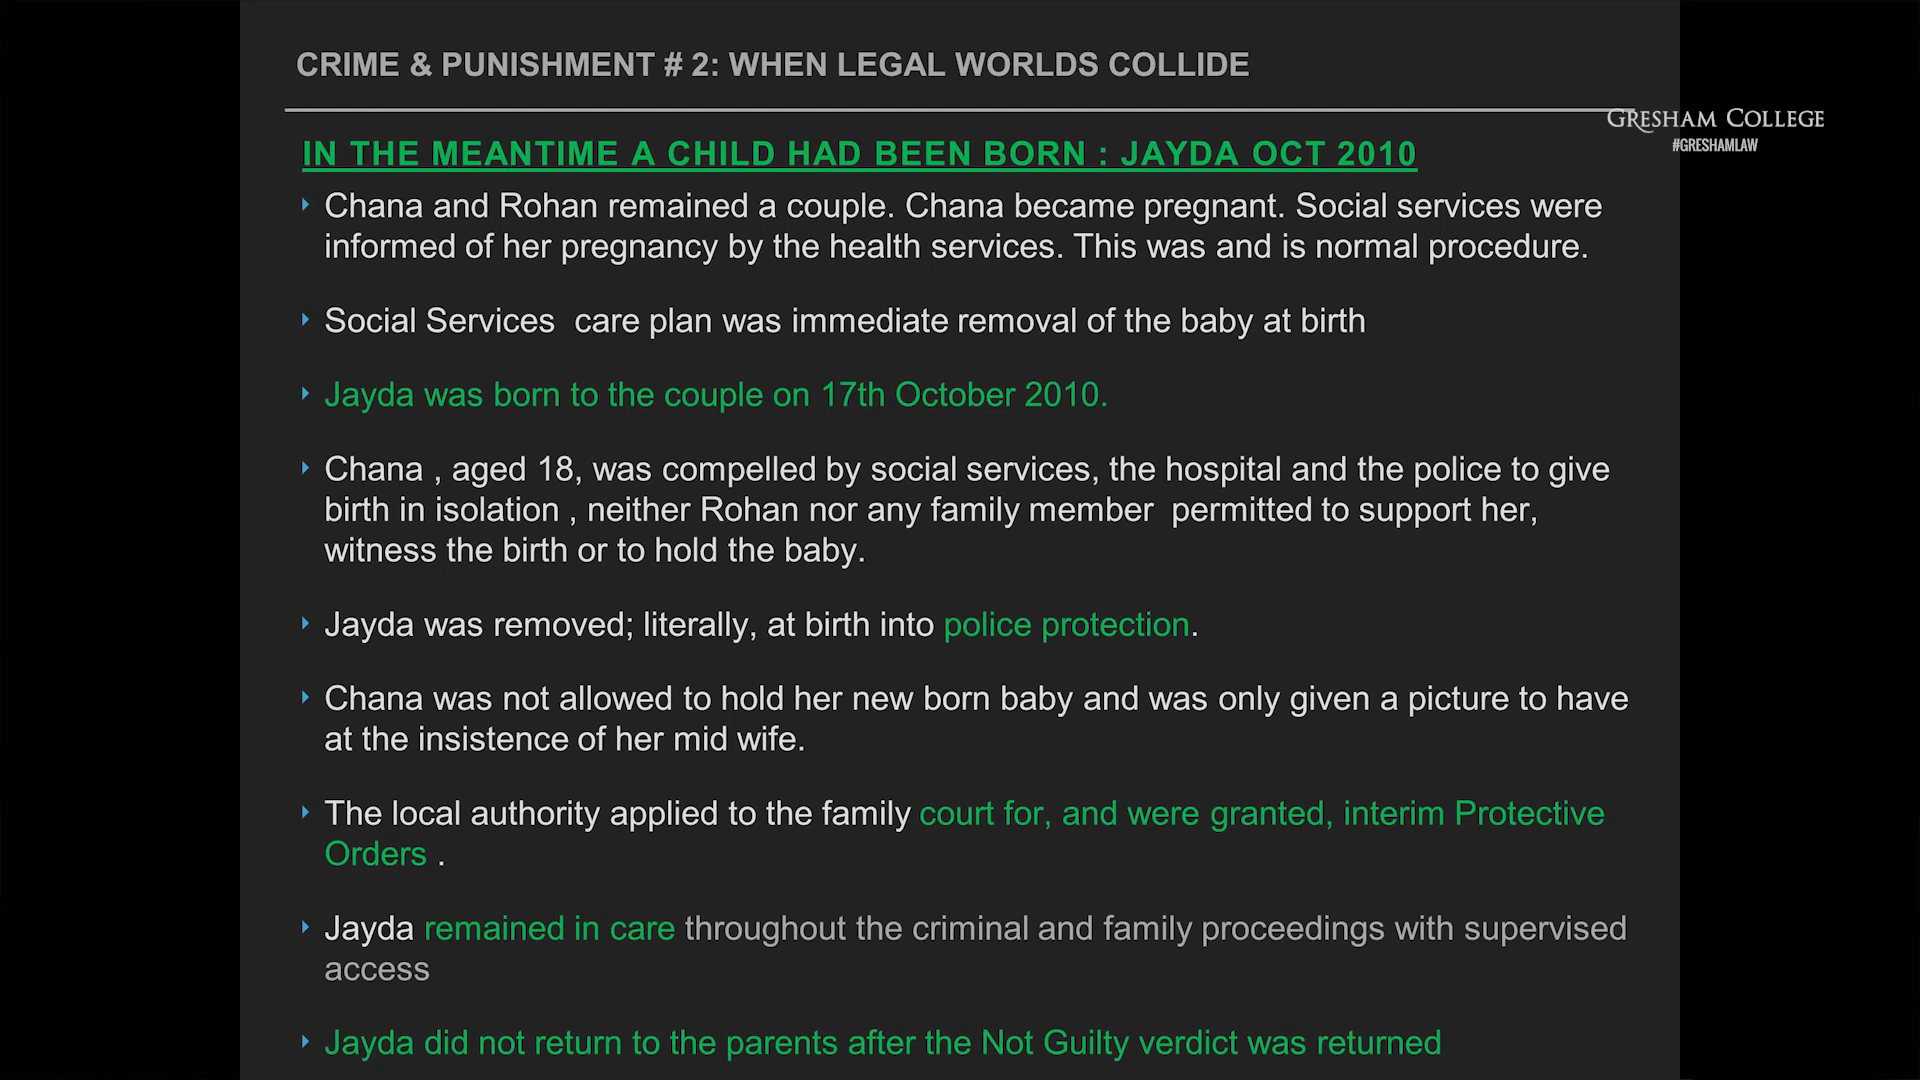 CRIME & PUNISHMENT # 2: WHEN LEGAL WORLDS COLLIDE
GRESHAM COLLEGE
#GRESHAMLAW
IN THE MEANTIME A CHILD HAD BEEN BORN : JAYDA OCT 2010
Chana and Rohan remained a couple. Chana became pregnant. Social services were
informed of her pregnancy by the health services. This was and is normal procedure.
Social Services care plan was immediate removal of the baby at birth
Jayda was born to the couple on 17th October 2010.
Chana , aged 18, was compelled by social services, the hospital and the police to give
birth in isolation , neither Rohan nor any family member permitted to support her,
witness the birth or to hold the baby.
Jayda was removed; literally, at birth into police protection.
Chana was not allowed to hold her new born baby and was only given a picture to have
at the insistence of her mid wife.
The local authority applied to the family court for, and were granted, interim Protective
Orders .
Jayda remained in care throughout the criminal and family proceedings with supervised
access
Jayda did not return to the parents after the Not Guilty verdict was returned